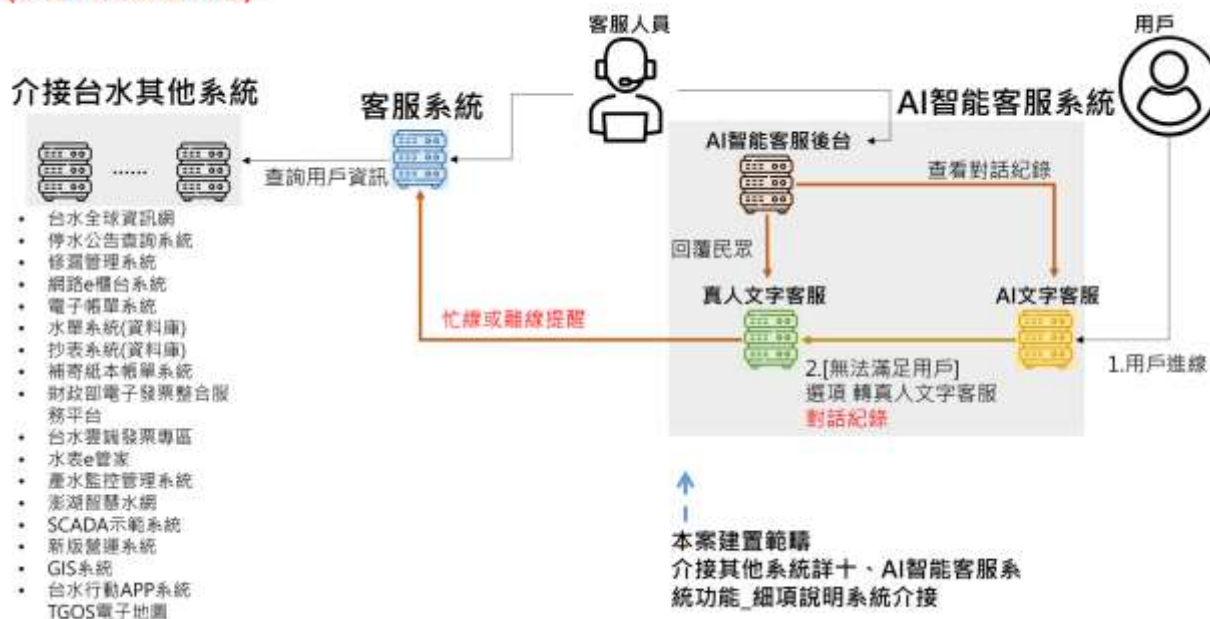 客服人員
用戶
介接台水其他系統
客服系統
AI智能客服系統
AI智能客服後台
查詢用戶資訊
查看對話紀錄
回覆民眾
真人文字客服
AI文字客服
忙線或離線提醒
1.用戶進線
2.[無法滿足用戶]
選項 轉真人文字客服
對話紀錄
......
• 台水全球資訊網
• 停水公告查詢系統
• 修漏管理系統
• 網路e櫃台系統
• 電子帳單系統
• 水單系統(資料庫)
• 抄表系統(資料庫)
• 補寄紙本帳單系統
• 財政部電子發票整合服
務平台
• 台水雲端發票專區
• 水表e管家
• 產水監控管理系統
• 澎湖智慧水網
• SCADA示範系統
• 新版營運系統
• GIS系統
• 台水行動APP系統
TGOS電子地圖
本案建置範疇
介接其他系統詳十、AI智能客服系
統功能_細項說明系統介接